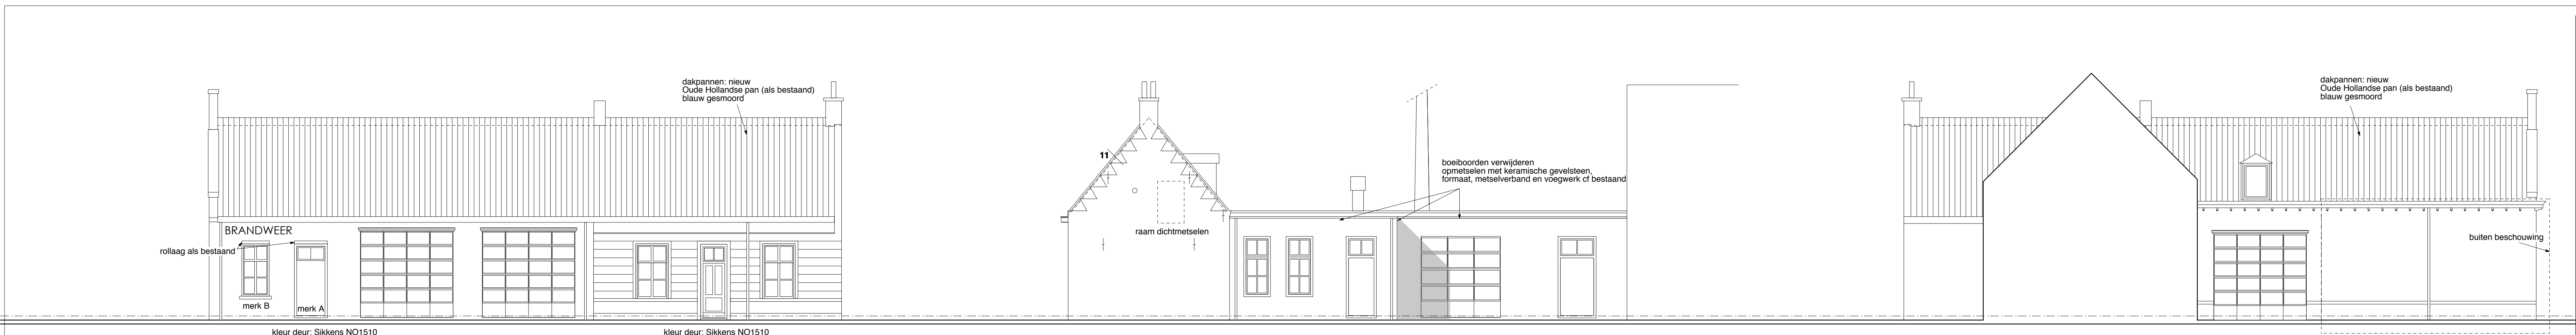 dakpannen: nieuw
Oude Hollandse pan (als bestaand)
blauw gesmoord
BRANDWEER
rollaag als bestaand
merk B
merk A
kleur deur: Sikkens NO1510
kleur deur: Sikkens NO1510
11
raam dichtmetselen
boeiboorden verwijderen
opmetselen met keramische gevelsteen,
formaat, metselverband en voegwerk cf bestaand
dakpannen: nieuw
Oude Hollandse pan (als bestaand)
blauw gesmoord
buiten beschouwing